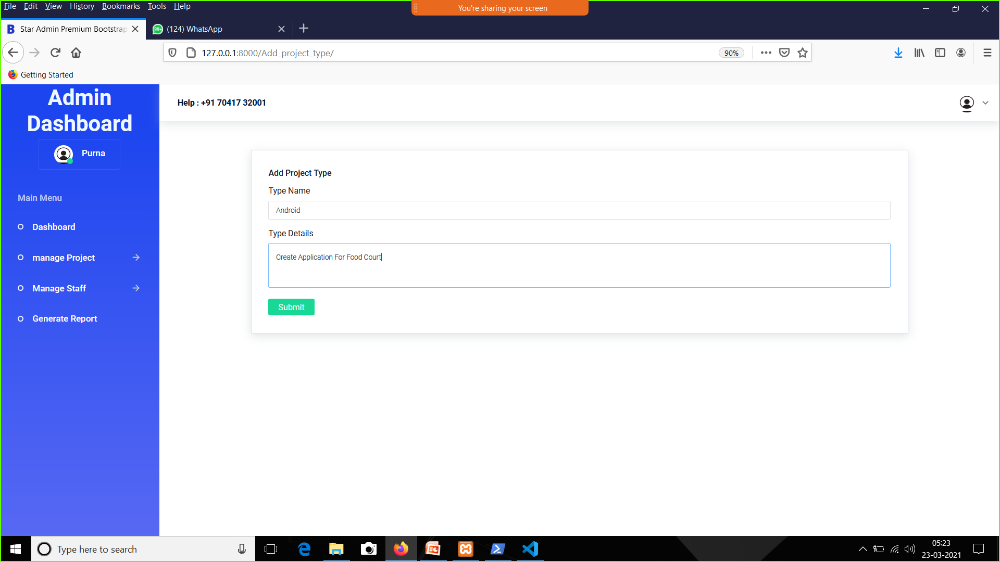 File Edit View History Bookmarks Tools Help
You're sharing your screen
Star Admin Premium Bootstrap
(124) WhatsApp
127.0.0.1:8000/Add_project_type/
90%
Getting Started
Admin
Dashboard
Purna
Main Menu
Dashboard
manage Project
Manage Staff
Generate Report
Help : +91 70417 32001
Add Project Type
Type Name
Android
Type Details
Create Application For Food Court
Submit
Type here to search
05:23
23-03-2021